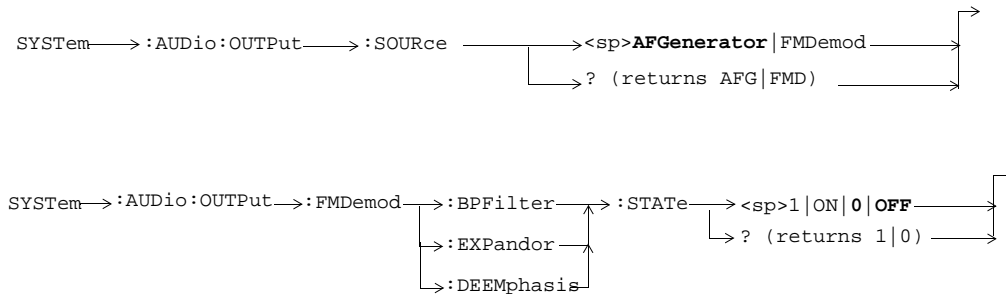 SYSTem :AUDio:OUTPut :SOURce <sp>AFGenerator|FMDemod
? (returns AFG|FMD)
SYSTem :AUDio:OUTPut :FMDemod :BPFilter :STATe <sp>1|ON|0|OFF
:EXPandor ? (returns 1|0)
:DEEMphasis